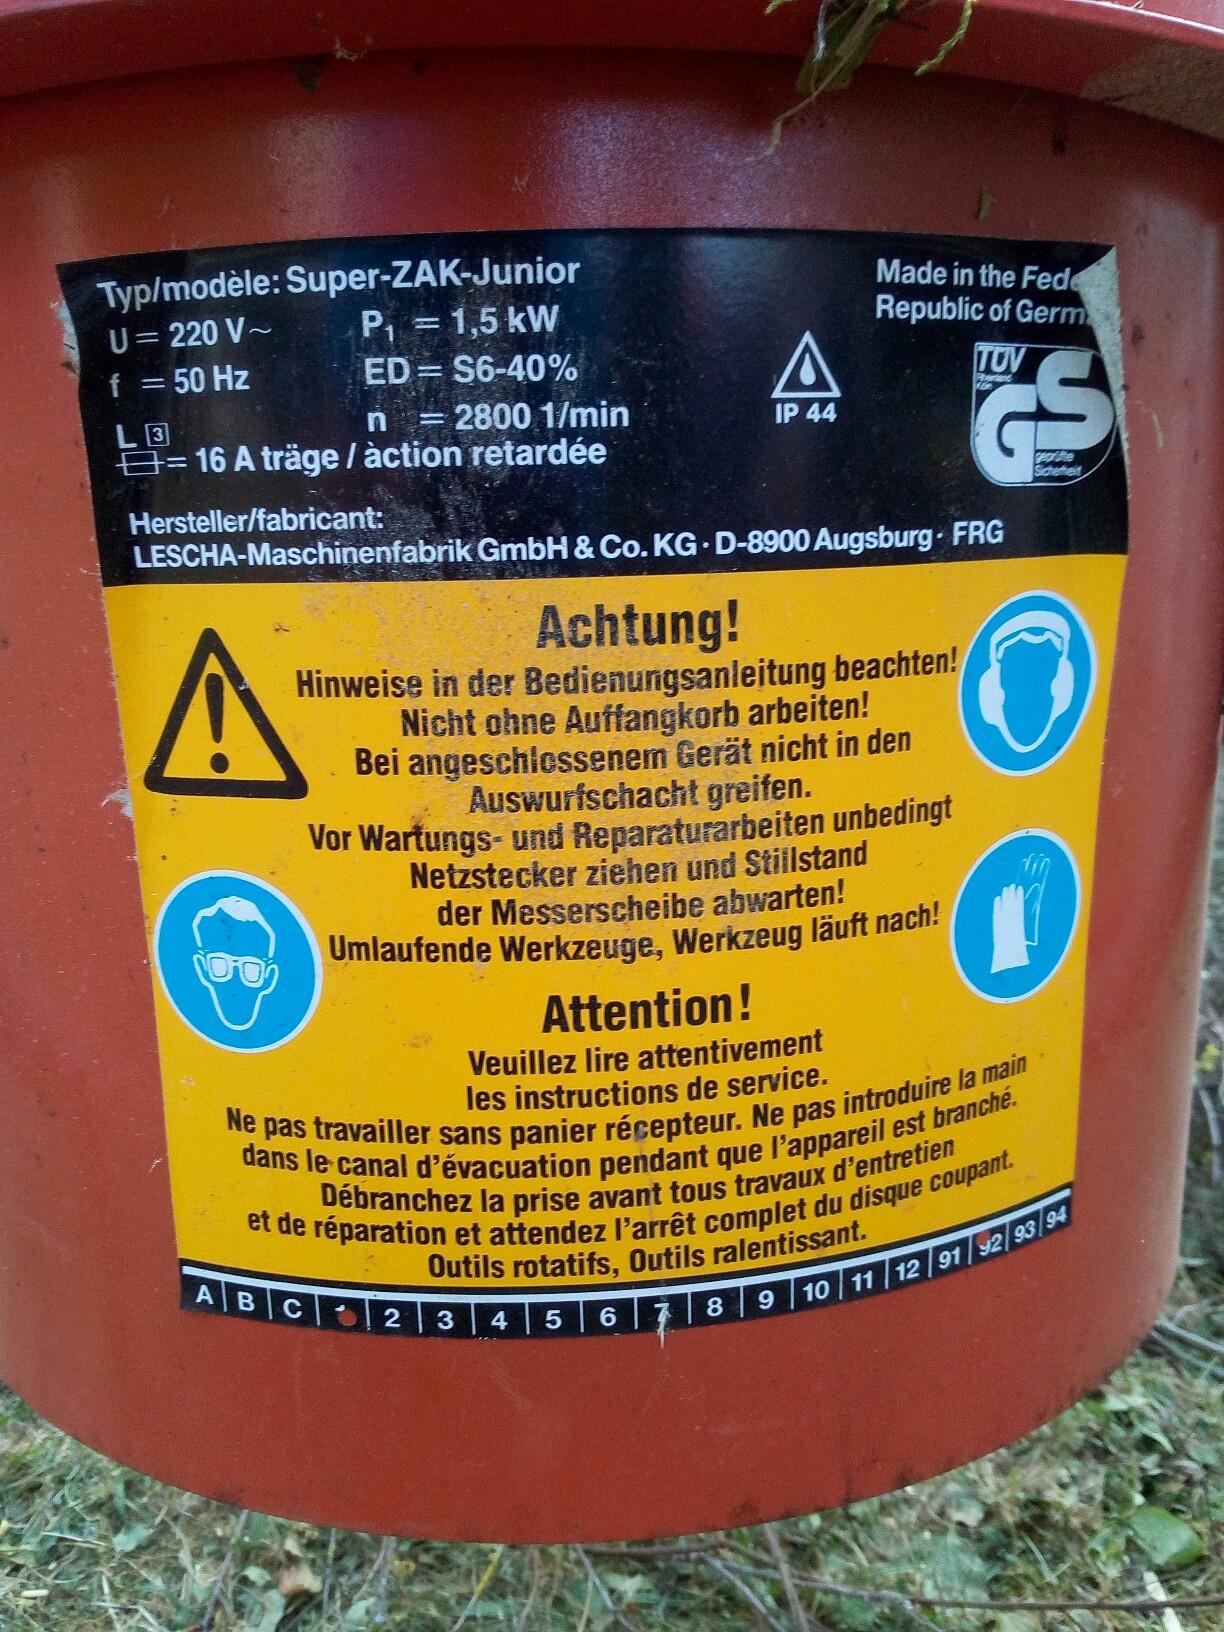 Typ/modèle: Super-ZAK-Junior
U = 220 V~ P₁ = 1,5 kW
f = 50 Hz ED = S6-40%
n = 2800 1/min
L 3
= 16 A träge / àction retardée
IP 44
Made in the Fede
Republic of Germ
TÜV
Rheinland
Köln
GS
geprüfte
Sicherheit
Hersteller/fabricant:
LESCHA-Maschinenfabrik GmbH & Co. KG · D-8900 Augsburg · FRG
Achtung!
Hinweise in der Bedienungsanleitung beachten!
Nicht ohne Auffangkorb arbeiten!
Bei angeschlossenem Gerät nicht in den
Auswurfschacht greifen.
Vor Wartungs- und Reparaturarbeiten unbedingt
Netzstecker ziehen und Stillstand
der Messerscheibe abwarten!
Umlaufende Werkzeuge, Werkzeug läuft nach!
Attention!
Veuillez lire attentivement
les instructions de service.
Ne pas travailler sans panier récepteur. Ne pas introduire la main
dans le canal d'évacuation pendant que l'appareil est branché.
Débranchez la prise avant tous travaux d'entretien
et de réparation et attendez l'arrêt complet du disque coupant.
Outils rotatifs, Outils ralentissant.
A B C 1 2 3 4 5 6 7 8 9 10 11 12 91 92 93 94